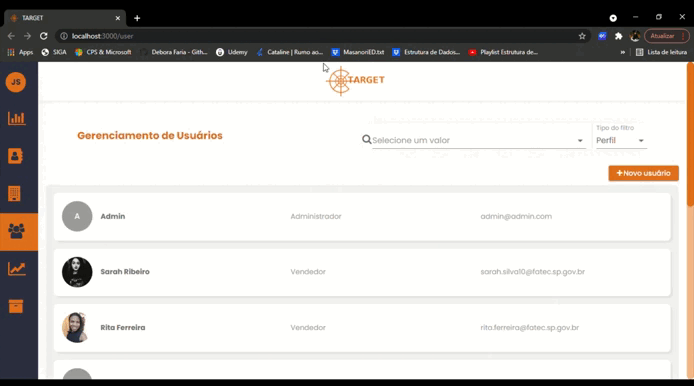 TARGET
localhost:3000/user
Atualizar
Apps
SIGA
CPS & Microsoft
Debora Faria - Gith...
Udemy
Cataline | Rumo ao...
MasanoriED.txt
Estrutura de Dados...
Playlist Estrutura de...
»
Lista de leitura
JS
TARGET
Gerenciamento de Usuários
Selecione um valor
Tipo do filtro
Perfil
+Novo usuário
A
Admin
Administrador
admin@admin.com
Sarah Ribeiro
Vendedor
sarah.silva10@fatec.sp.gov.br
Rita Ferreira
Vendedor
rita.ferreira@fatec.sp.gov.br